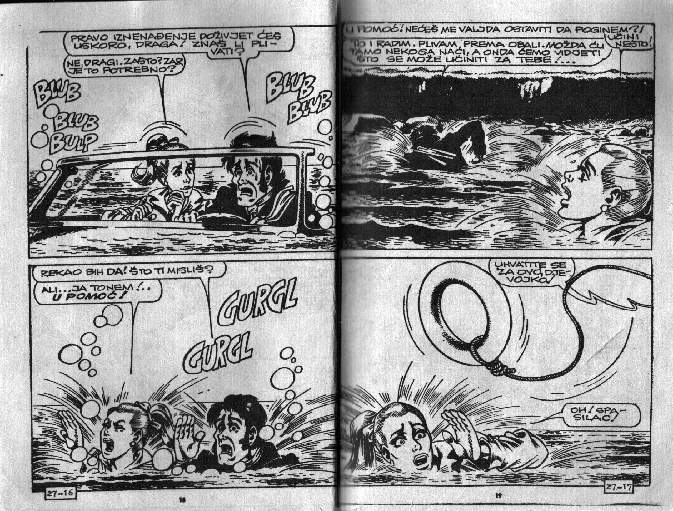 PRAVO IZNENAĐENJE DOŽIVJET ĆEŠ
USKORO, DRAGA! ZNAŠ LI PLI-
VATI?
NE, DRAGI. ZAŠTO? ZAR
JE TO POTREBNO?
BLUB
BLUB
BULP
BLUB
BLUB
REKAO BIH DA! ŠTO TI MISLIŠ?
ALI...JA TONEM!..
U POMOĆ!
GURGL
GURGL
27-16
18
U POMOĆ! NEĆEŠ ME VALJDA OSTAVITI DA POGINEM?!
UČINI
NEŠTO!
TO I RADIM. PLIVAM, PREMA OBALI. MOŽDA ĆU
TAMO NEKOGA NAĆI, A ONDA ĆEMO VIDJETI
ŠTO SE MOŽE UČINITI ZA TEBE!...
UHVATITE SE
ZA OVO, DJE-
VOJKO!
OH! SPA-
SILAC!
27-17
19